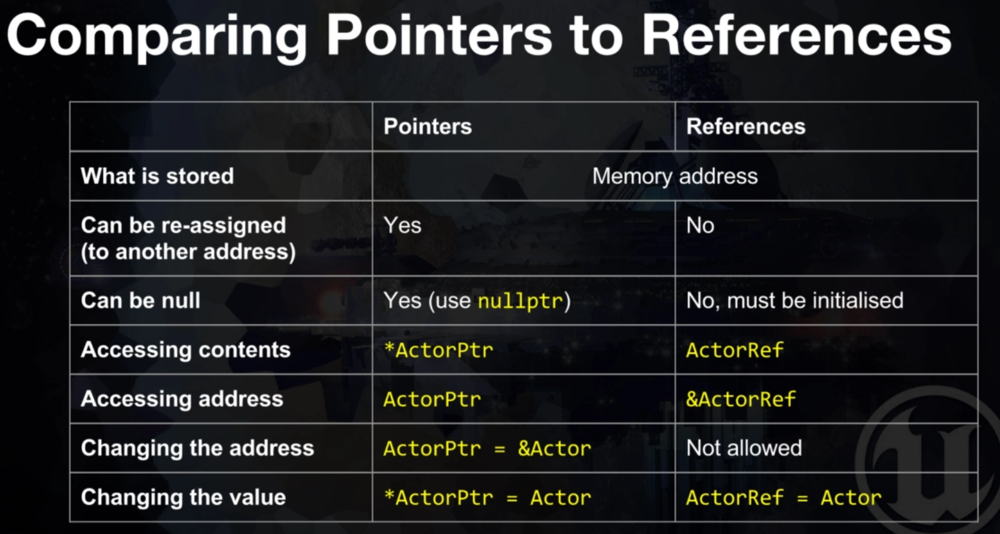 Comparing Pointers to References
Pointers References
What is stored Memory address
Can be re-assigned Yes No
(to another address)
Can be null Yes (use nullptr) No, must be initialised
Accessing contents *ActorPtr ActorRef
Accessing address ActorPtr &ActorRef
Changing the address ActorPtr = &Actor Not allowed
Changing the value *ActorPtr = Actor ActorRef = Actor